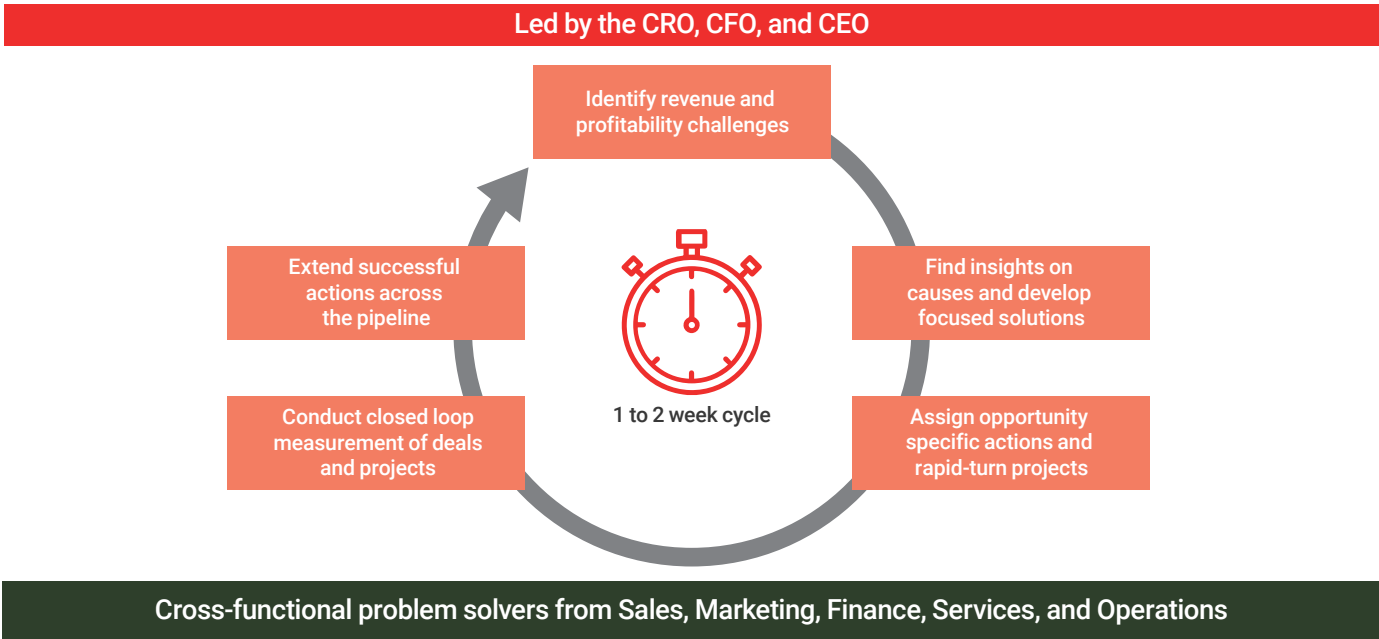 Led by the CRO, CFO, and CEO
Identify revenue and
profitability challenges
Find insights on
causes and develop
focused solutions
Assign opportunity
specific actions and
rapid-turn projects
Conduct closed loop
measurement of deals
and projects
Extend successful
actions across
the pipeline
1 to 2 week cycle
Cross-functional problem solvers from Sales, Marketing, Finance, Services, and Operations